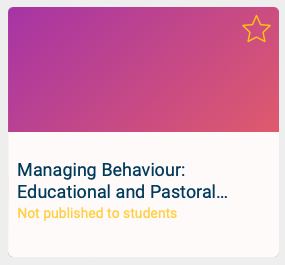 Managing Behaviour:
Educational and Pastoral...
Not published to students